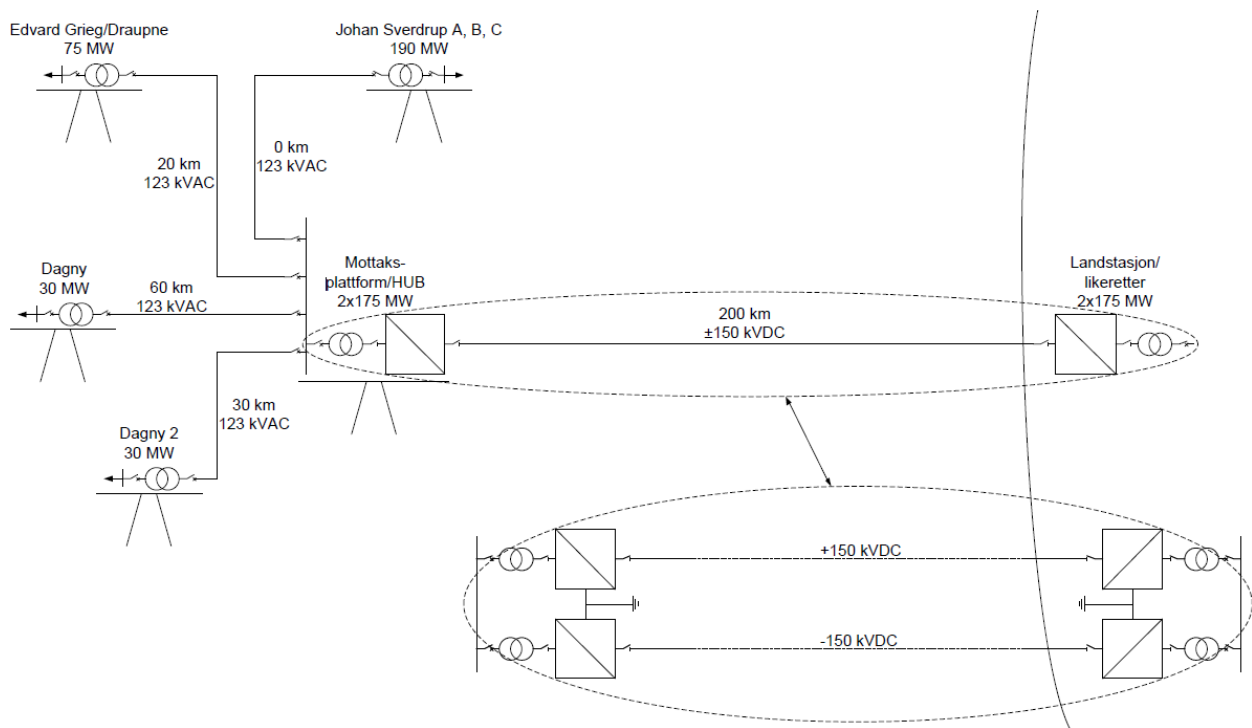 Edvard Grieg/Draupne
75 MW
Johan Sverdrup A, B, C
190 MW
0 km
123 kVAC
20 km
123 kVAC
Dagny
30 MW
60 km
123 kVAC
Mottaks-
plattform/HUB
2x175 MW
Landstasjon/
likeretter
2x175 MW
200 km
±150 kVDC
30 km
123 kVAC
Dagny 2
30 MW
+150 kVDC
-150 kVDC